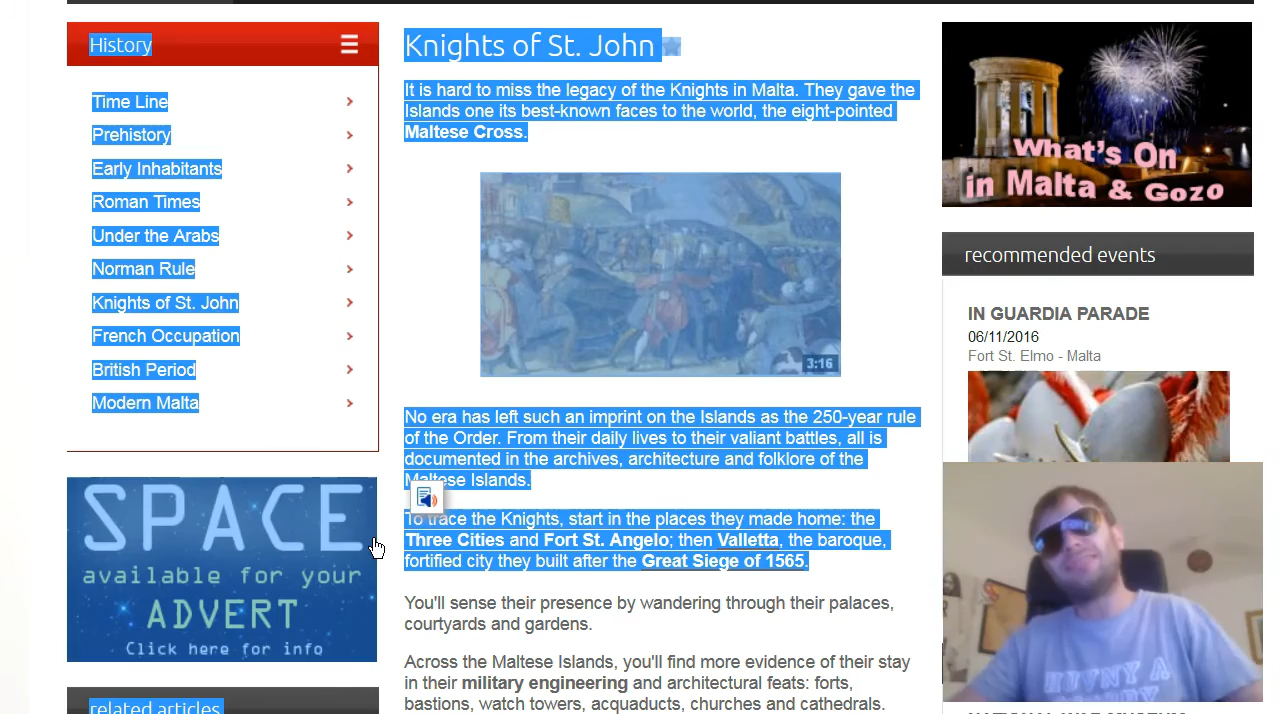 History
Time Line
Prehistory
Early Inhabitants
Roman Times
Under the Arabs
Norman Rule
Knights of St. John
French Occupation
British Period
Modern Malta
SPACE
available for your
ADVERT
Click here for info
related articles
Knights of St. John
It is hard to miss the legacy of the Knights in Malta. They gave the
Islands one its best-known faces to the world, the eight-pointed
Maltese Cross.
3:16
No era has left such an imprint on the Islands as the 250-year rule
of the Order. From their daily lives to their valiant battles, all is
documented in the archives, architecture and folklore of the
Maltese Islands.
To trace the Knights, start in the places they made home: the
Three Cities and Fort St. Angelo; then Valletta, the baroque,
fortified city they built after the Great Siege of 1565.
You'll sense their presence by wandering through their palaces,
courtyards and gardens.
Across the Maltese Islands, you'll find more evidence of their stay
in their military engineering and architectural feats: forts,
bastions, watch towers, acquaducts, churches and cathedrals.
What's On
in Malta & Gozo
recommended events
IN GUARDIA PARADE
06/11/2016
Fort St. Elmo - Malta